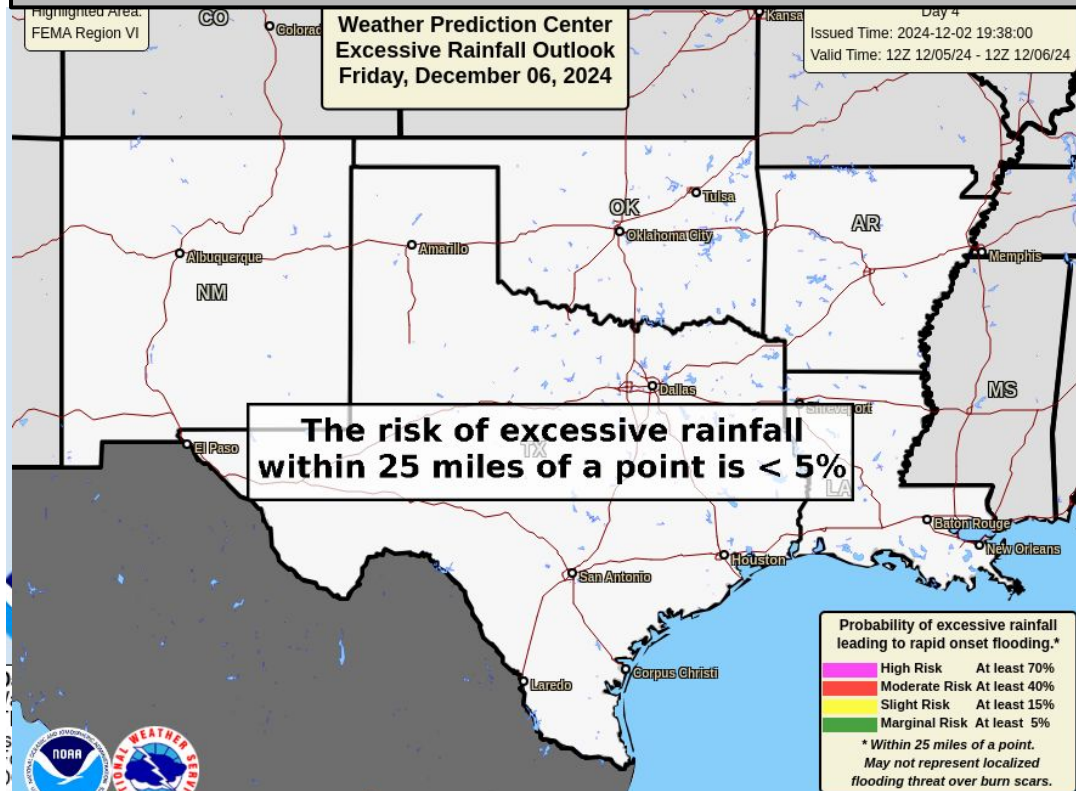 Highlighted Area:
FEMA Region VI
Weather Prediction Center
Excessive Rainfall Outlook
Friday, December 06, 2024
Day 4
Issued Time: 2024-12-02 19:38:00
Valid Time: 12Z 12/05/24 - 12Z 12/06/24
CO
Colorad
Kansa
Tulsa
OK
Oklahoma City
AR
Amarillo
Albuquerque
Memphis
NM
Dallas
MS
Shreveport
El Paso
The risk of excessive rainfall
within 25 miles of a point is < 5%
TX
LA
Baton Rouge
New Orleans
Houston
San Antonio
Corpus Christi
Laredo
Probability of excessive rainfall
leading to rapid onset flooding.*
High Risk At least 70%
Moderate Risk At least 40%
Slight Risk At least 15%
Marginal Risk At least 5%
* Within 25 miles of a point.
May not represent localized
flooding threat over burn scars.
NOAA